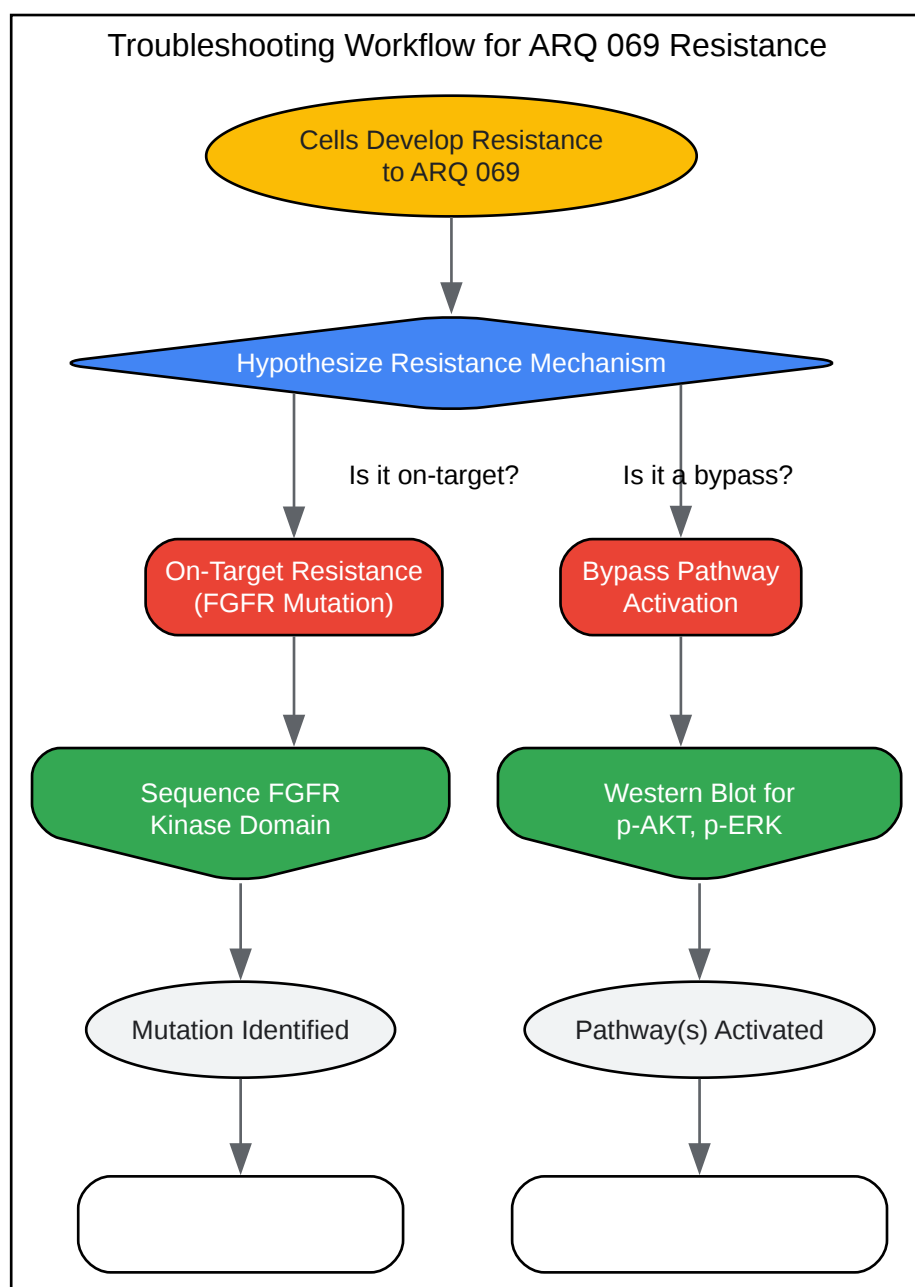 Troubleshooting Workflow for ARQ 069 Resistance
Cells Develop Resistance
to ARQ 069
Hypothesize Resistance Mechanism
Is it on-target?
Is it a bypass?
On-Target Resistance
(FGFR Mutation)
Bypass Pathway
Activation
Sequence FGFR
Kinase Domain
Western Blot for
p-AKT, p-ERK
Mutation Identified
Pathway(s) Activated